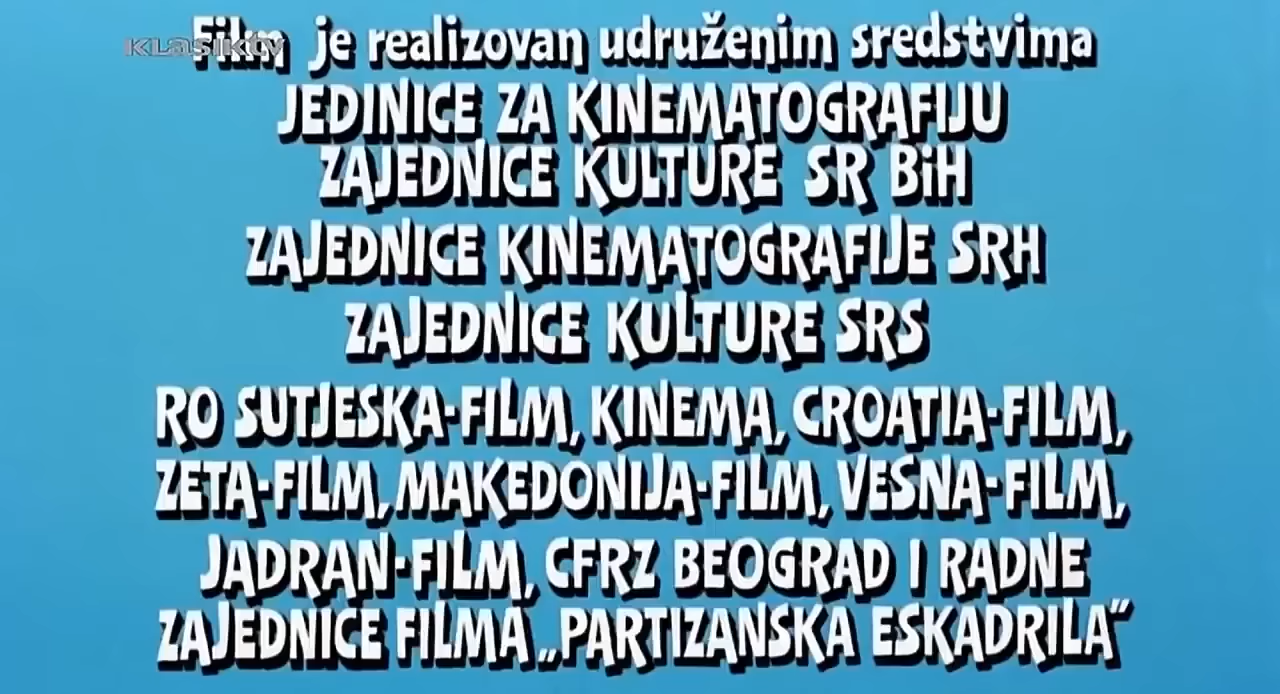 KLASIK TV
Film je realizovan udruženim sredstvima
JEDINICE ZA KINEMATOGRAFIJU
ZAJEDNICE KULTURE SR BiH
ZAJEDNICE KINEMATOGRAFIJE SRH
ZAJEDNICE KULTURE SRS
RO SUTJESKA-FILM, KINEMA, CROATIA-FILM,
ZETA-FILM, MAKEDONIJA-FILM, VESNA-FILM,
JADRAN-FILM, CFRZ BEOGRAD I RADNE
ZAJEDNICE FILMA „PARTIZANSKA ESKADRILA”